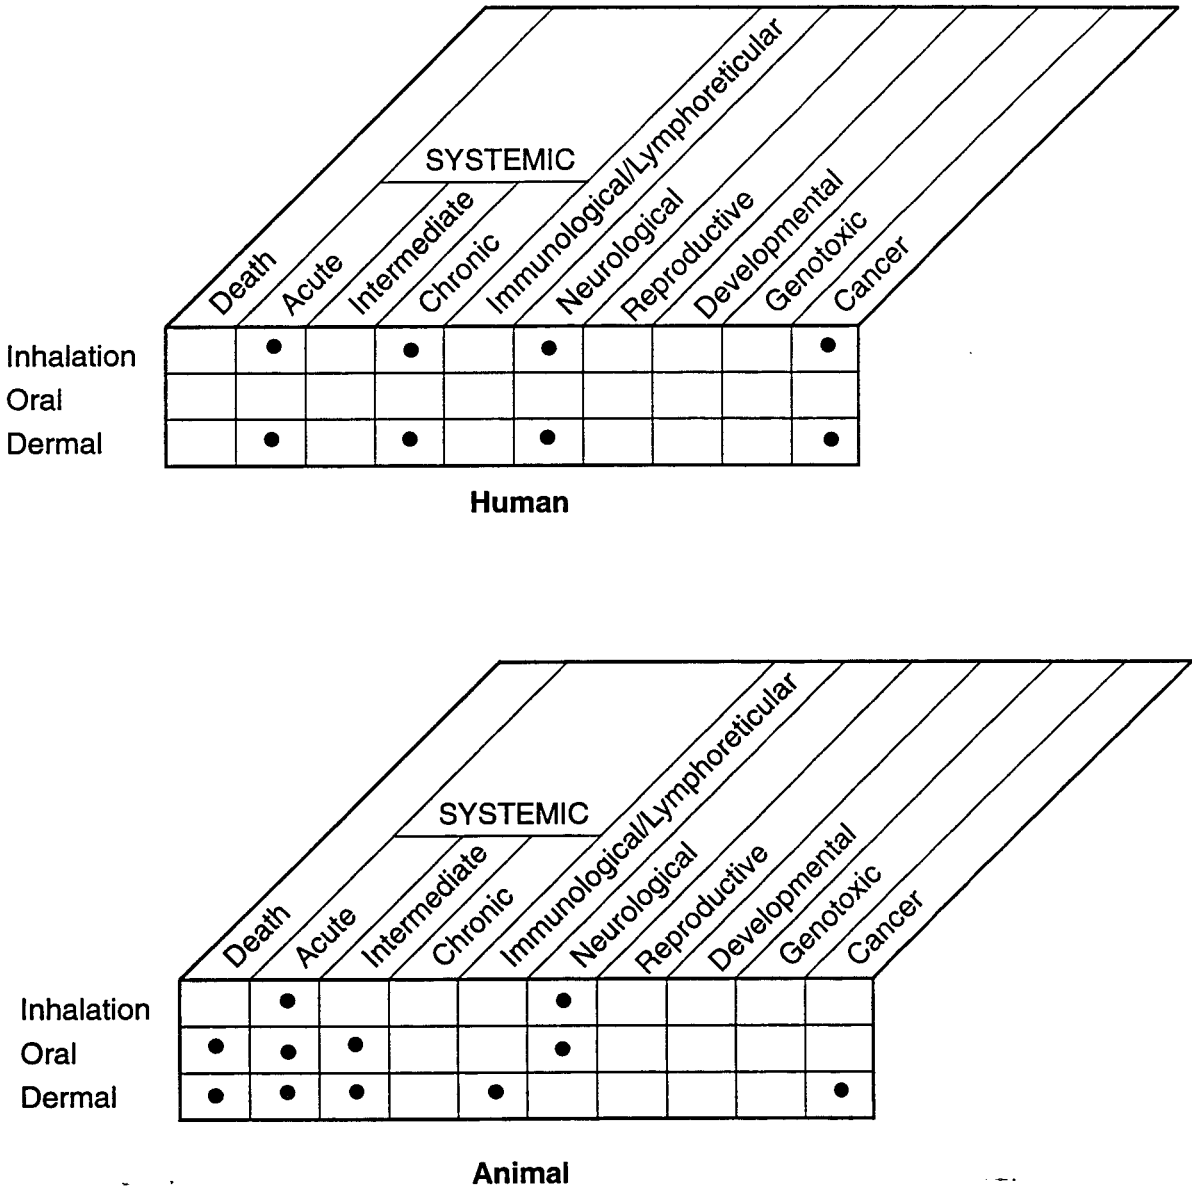 SYSTEMIC
Death
Acute
Intermediate
Chronic
Immunological/Lymphoreticular
Neurological
Reproductive
Developmental
Genotoxic
Cancer
Inhalation
Oral
Dermal
Human
SYSTEMIC
Death
Acute
Intermediate
Chronic
Immunological/Lymphoreticular
Neurological
Reproductive
Developmental
Genotoxic
Cancer
Inhalation
Oral
Dermal
Animal